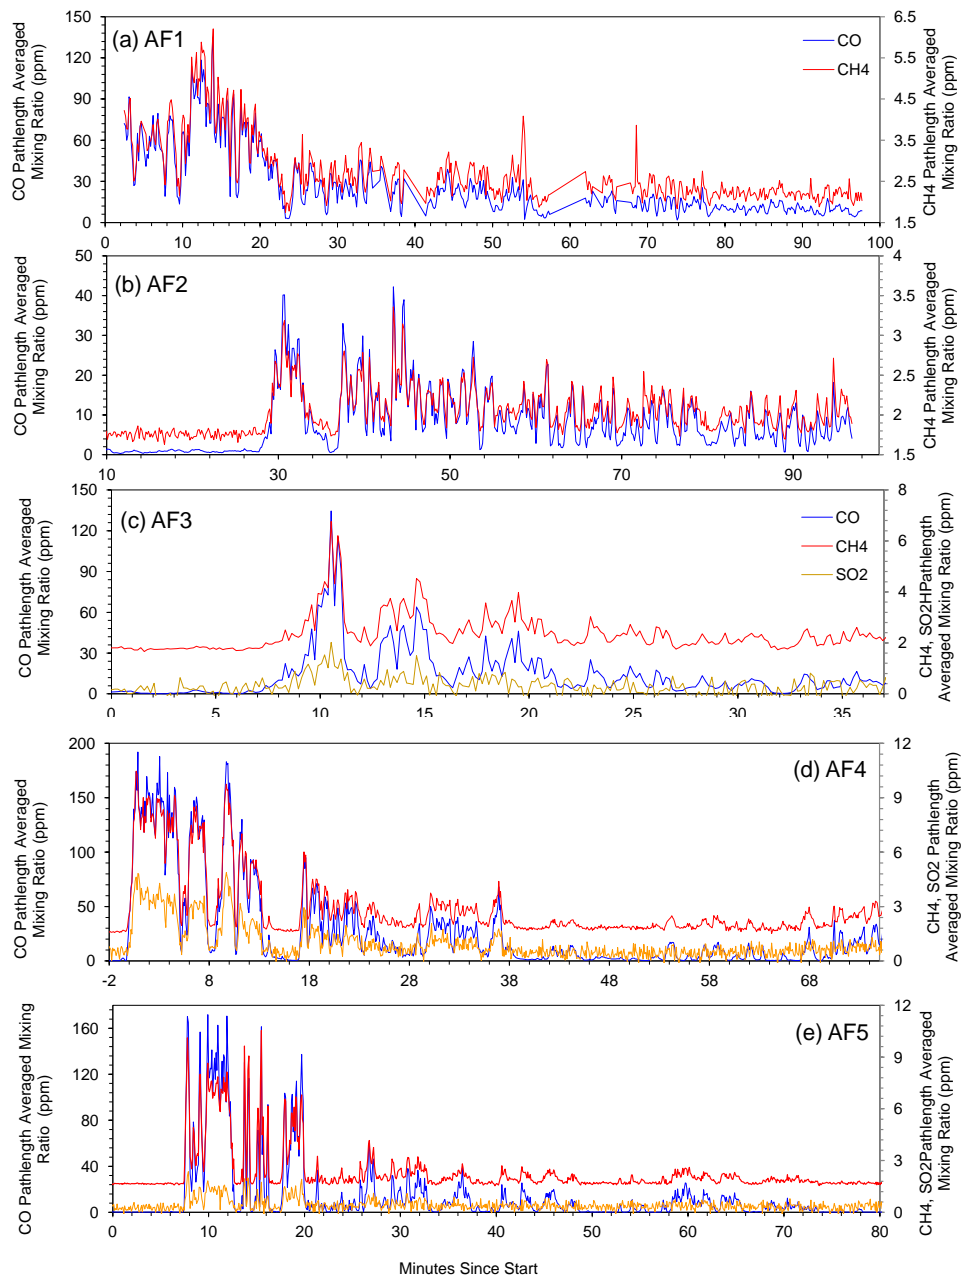 (a) AF1
CO Pathlength Averaged
Mixing Ratio (ppm)
150
120
90
60
30
0
CO
CH4
6.5
5.5
4.5
3.5
2.5
1.5
CH4 Pathlength Averaged
Mixing Ratio (ppm)
0 10 20 30 40 50 60 70 80 90 100
(b) AF2
CO Pathlength Averaged
Mixing Ratio (ppm)
50
40
30
20
10
0
4
3.5
3
2.5
2
1.5
CH4 Pathlength Averaged
Mixing Ratio (ppm)
10 30 50 70 90
(c) AF3
CO Pathlength Averaged
Mixing Ratio (ppm)
150
120
90
60
30
0
CO
CH4
SO2
8
6
4
2
0
CH4, SO2HPathlength
Averaged Mixing Ratio (ppm)
0 5 10 15 20 25 30 35
(d) AF4
CO Pathlength Averaged
Mixing Ratio (ppm)
200
150
100
50
0
12
9
6
3
0
CH4, SO2 Pathlength
Averaged Mixing Ratio (ppm)
-2 8 18 28 38 48 58 68
(e) AF5
CO Pathlength Averaged Mixing
Ratio (ppm)
160
120
80
40
0
12
9
6
3
0
CH4, SO2Pathlength Averaged
Mixing Ratio (ppm)
0 10 20 30 40 50 60 70 80
Minutes Since Start